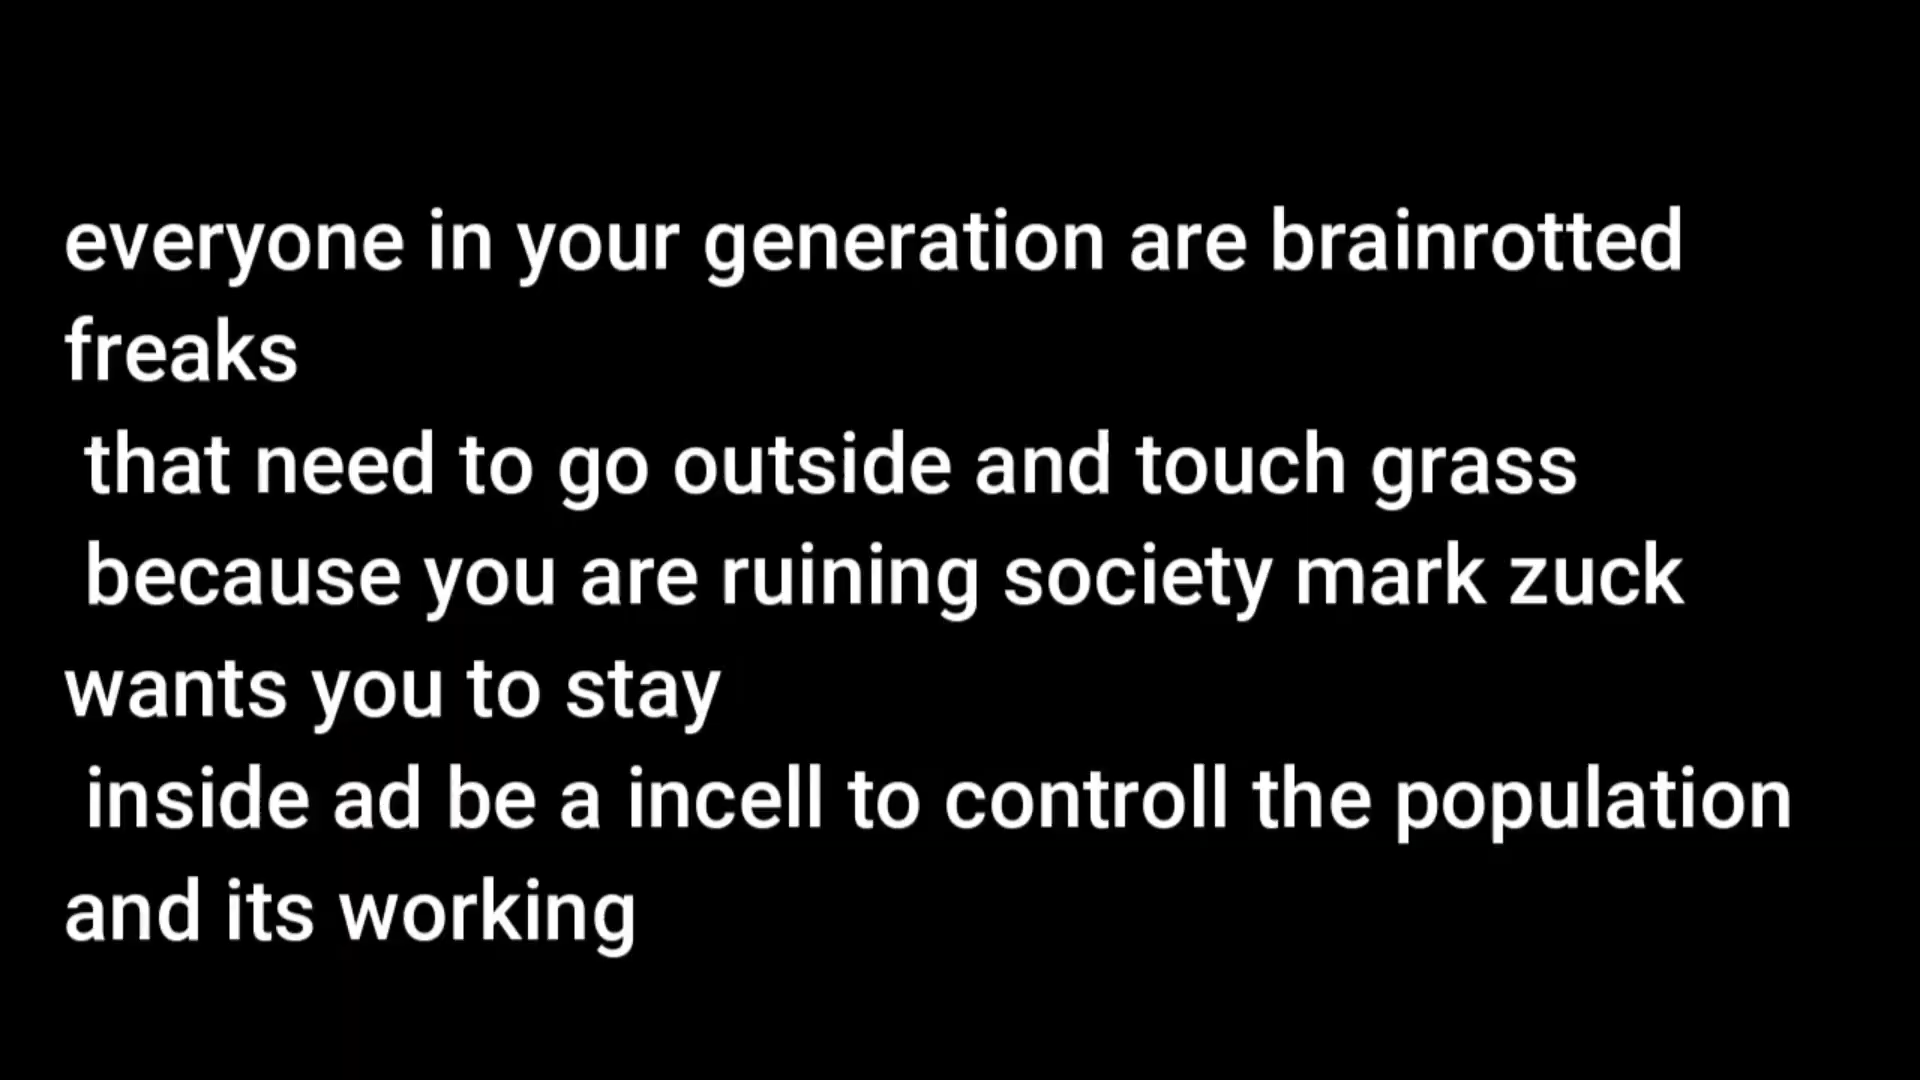 everyone in your generation are brainrotted
freaks
that need to go outside and touch grass
because you are ruining society mark zuck
wants you to stay
inside ad be a incell to controll the population
and its working